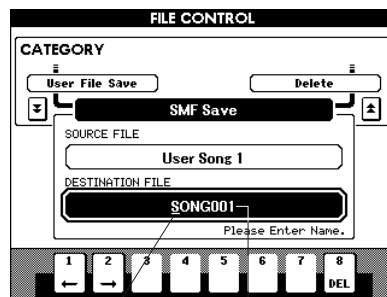 FILE CONTROL
CATEGORY
User File Save
Delete
SMF Save
SOURCE FILE
User Song 1
DESTINATION FILE
SONG001
Please Enter Name.
1 2 3 4 5 6 7 8
← → DEL